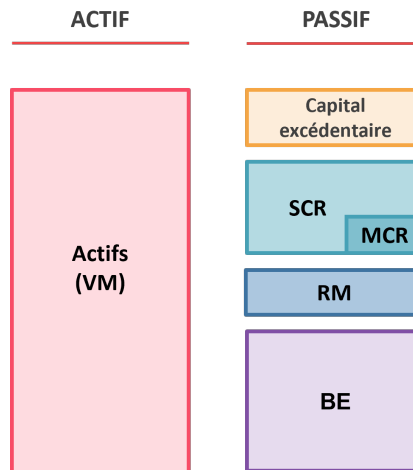 ACTIF
PASSIF
Actifs
(VM)
Capital
excédentaire
SCR
MCR
RM
BE